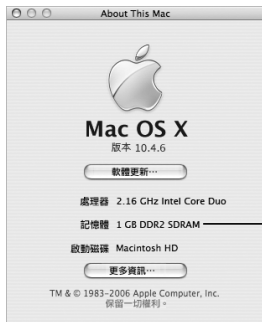 About This Mac
Mac OS X
版本 10.4.6
軟體更新⋯
處理器 2.16 GHz Intel Core Duo
記憶體 1 GB DDR2 SDRAM
啟動磁碟 Macintosh HD
更多資訊⋯
TM & © 1983-2006 Apple Computer, Inc.
保留一切權利。